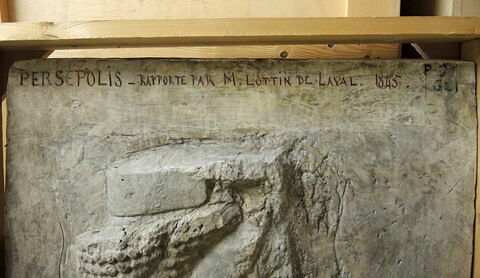 PERSEPOLIS _ RAPPORTÉ PAR M. LOTTIN DE LAVAL. 1845.
P